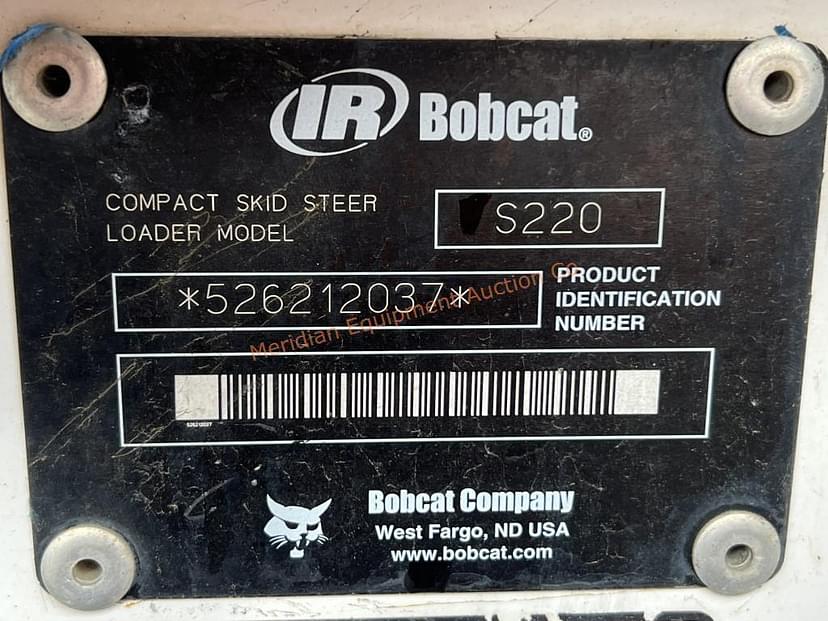 IR Bobcat®
COMPACT SKID STEER
LOADER MODEL
S220
*526212037*
PRODUCT
IDENTIFICATION
NUMBER
Meridian Equipment Auction Co
526212037
Bobcat Company
West Fargo, ND USA
www.bobcat.com